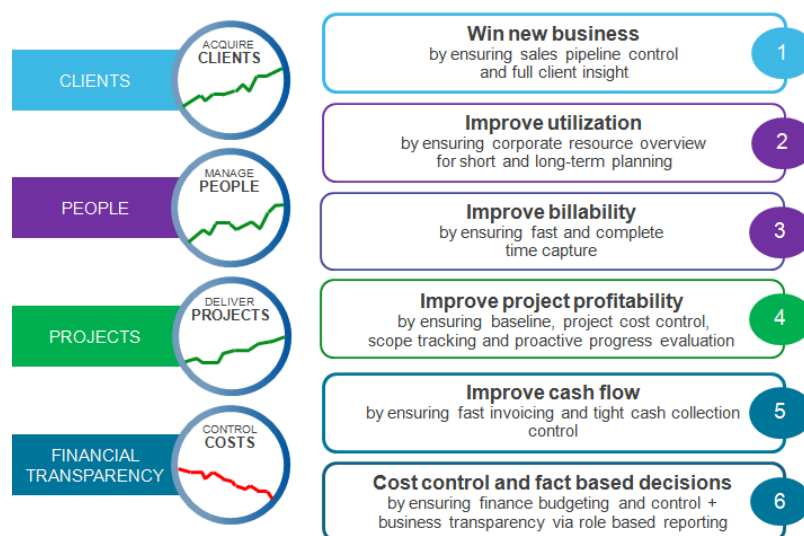 CLIENTS
ACQUIRE
CLIENTS
Win new business
by ensuring sales pipeline control
and full client insight
1
Improve utilization
by ensuring corporate resource overview
for short and long-term planning
2
PEOPLE
MANAGE
PEOPLE
Improve billability
by ensuring fast and complete
time capture
3
PROJECTS
DELIVER
PROJECTS
Improve project profitability
by ensuring baseline, project cost control,
scope tracking and proactive progress evaluation
4
Improve cash flow
by ensuring fast invoicing and tight cash collection
control
5
FINANCIAL
TRANSPARENCY
CONTROL
COSTS
Cost control and fact based decisions
by ensuring finance budgeting and control +
business transparency via role based reporting
6